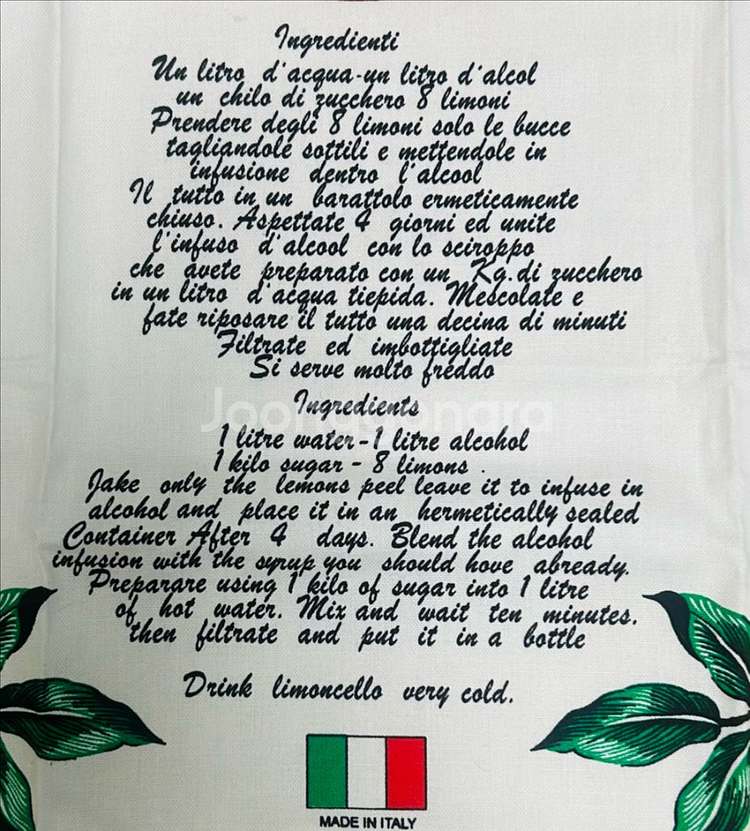 Ingredienti
Un litro d'acqua-un litro d'alcol
un chilo di zucchero 8 limoni
Prendere degli 8 limoni solo le bucce
tagliandole sottili e mettendole in
infusione dentro l'alcool
Il tutto in un barattolo ermeticamente
chiuso. Aspettate 4 giorni ed unite
l'infuso d'alcool con lo sciroppo
che avete preparato con un Kg. di zucchero
in un litro d'acqua tiepida. Mescolate e
fate riposare il tutto una decina di minuti
Filtrate ed imbottigliate
Si serve molto freddo
Joonggonara
Ingredients
1 litre water-1 litre alcohol
1 kilo sugar - 8 limons .
Jake only the lemons peel leave it to infuse in
alcohol and place it in an hermetically sealed
Container After 4 days. Blend the alcohol
infusion with the syrup you should hove abready.
Preparare using 1 kilo of sugar into 1 litre
of hot water. Mix and wait ten minutes.
then filtrate and put it in a bottle
Drink limoncello very cold.
MADE IN ITALY